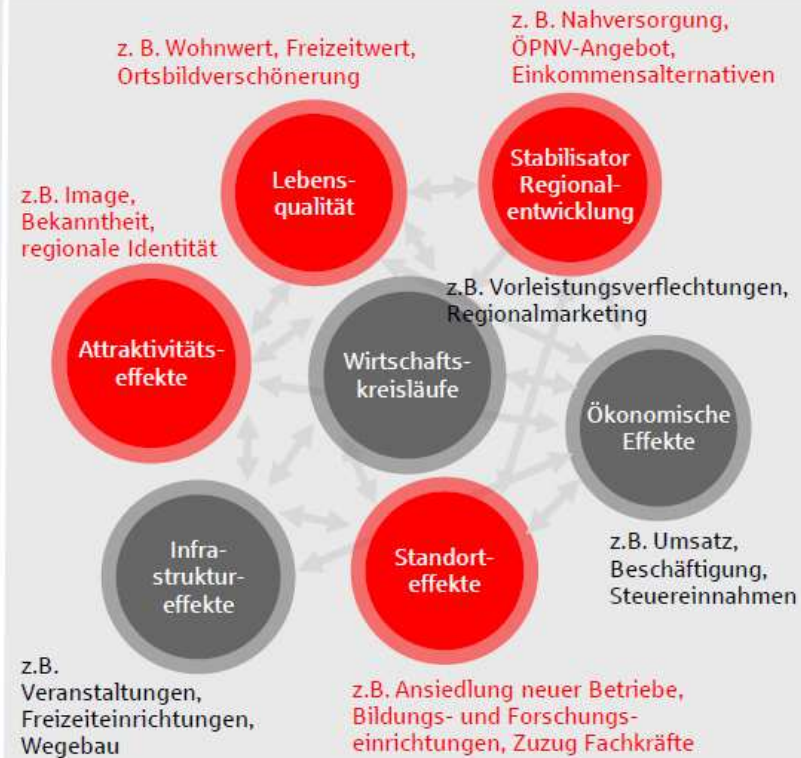 z. B. Wohnwert, Freizeitwert,
Ortsbildverschönerung
z. B. Nahversorgung,
ÖPNV-Angebot,
Einkommensalternativen
Lebens-
qualität
Stabilisator
Regional-
entwicklung
z.B. Image,
Bekanntheit,
regionale Identität
z.B. Vorleistungsverflechtungen,
Regionalmarketing
Attraktivitäts-
effekte
Wirtschafts-
kreisläufe
Ökonomische
Effekte
z.B. Umsatz,
Beschäftigung,
Steuereinnahmen
Infra-
struktur-
effekte
Standort-
effekte
z.B.
Veranstaltungen,
Freizeiteinrichtungen,
Wegebau
z.B. Ansiedlung neuer Betriebe,
Bildungs- und Forschungs-
einrichtungen, Zuzug Fachkräfte